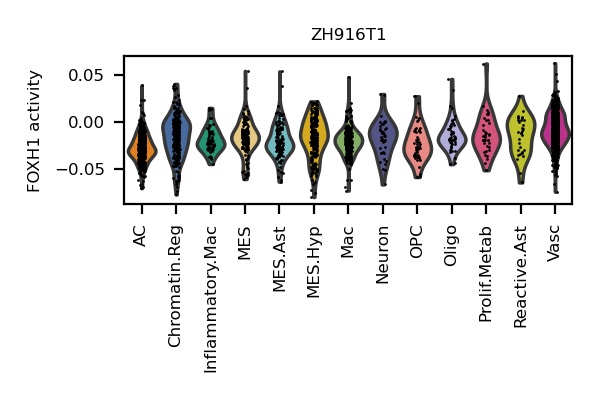 ZH916T1
FOXH1 activity
0.05
0.00
−0.05
AC
Chromatin.Reg
Inflammatory.Mac
MES
MES.Ast
MES.Hyp
Mac
Neuron
OPC
Oligo
Prolif.Metab
Reactive.Ast
Vasc